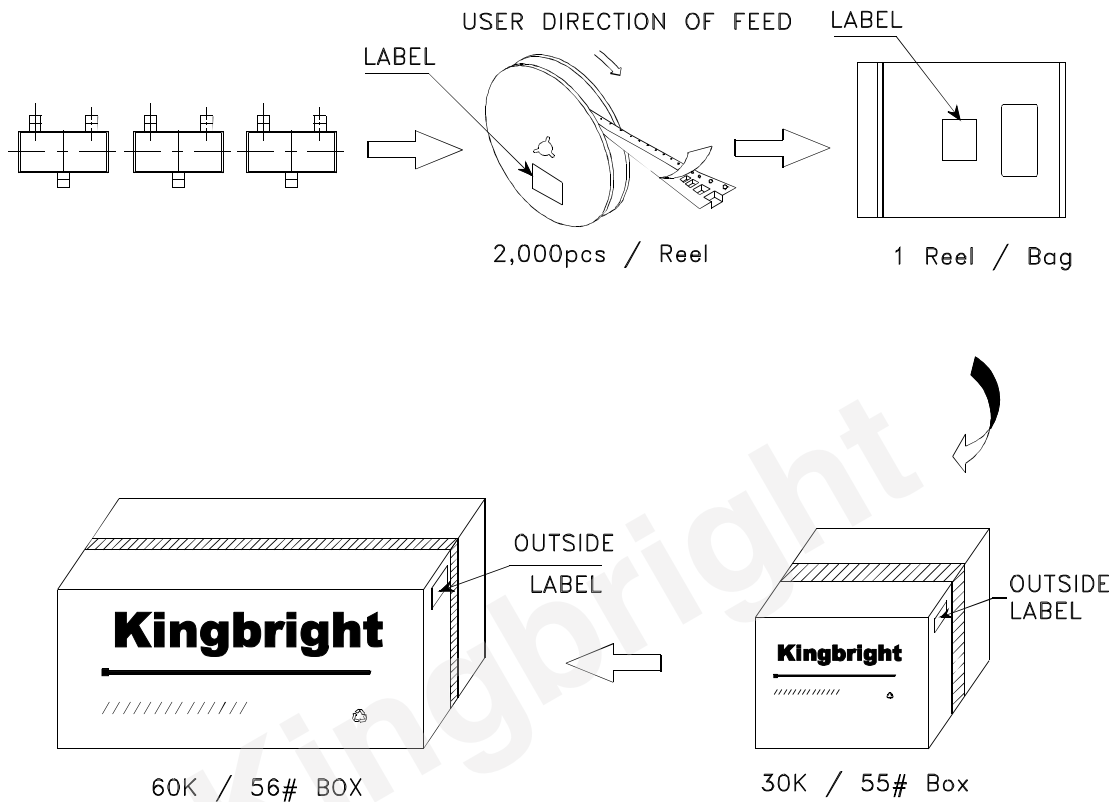 USER DIRECTION OF FEED
LABEL
LABEL
2,000pcs / Reel
1 Reel / Bag
OUTSIDE
LABEL
Kingbright
60K / 56# BOX
OUTSIDE
LABEL
Kingbright
30K / 55# Box
Kingbright